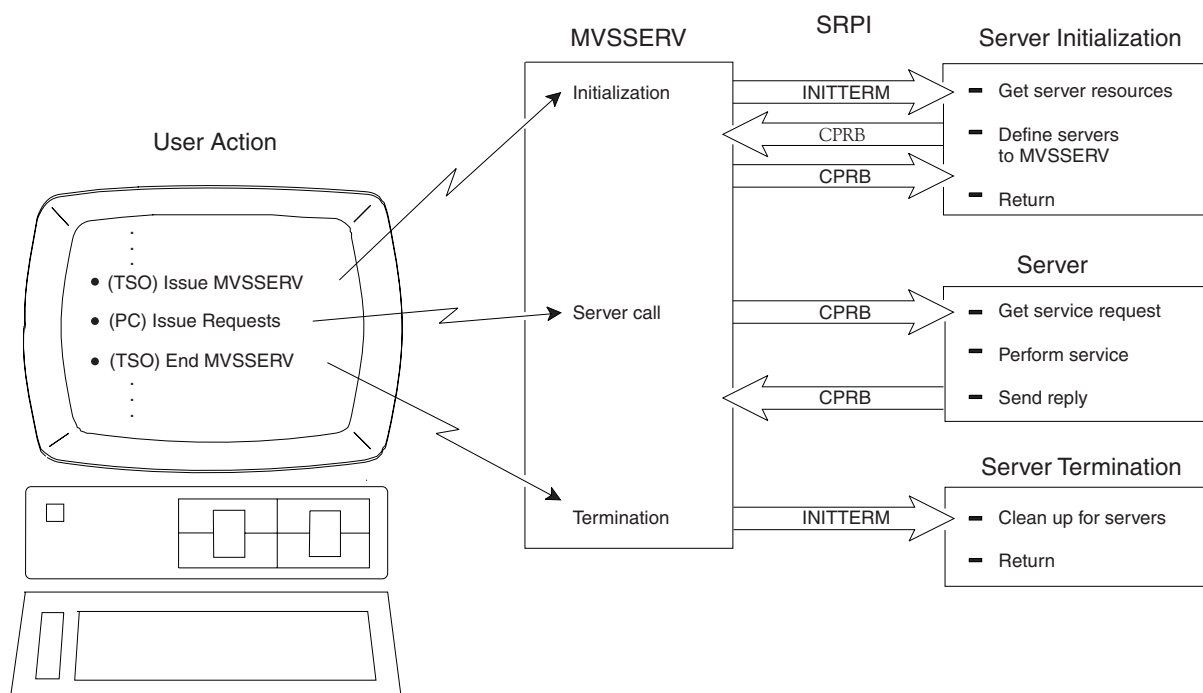 User Action
• (TSO) Issue MVSSERV
• (PC) Issue Requests
• (TSO) End MVSSERV
MVSSERV
Initialization
Server call
Termination
SRPI
INITTERM
CPRB
CPRB
CPRB
CPRB
INITTERM
Server Initialization
- Get server resources
- Define servers
to MVSSERV
- Return
Server
- Get service request
- Perform service
- Send reply
Server Termination
- Clean up for servers
- Return